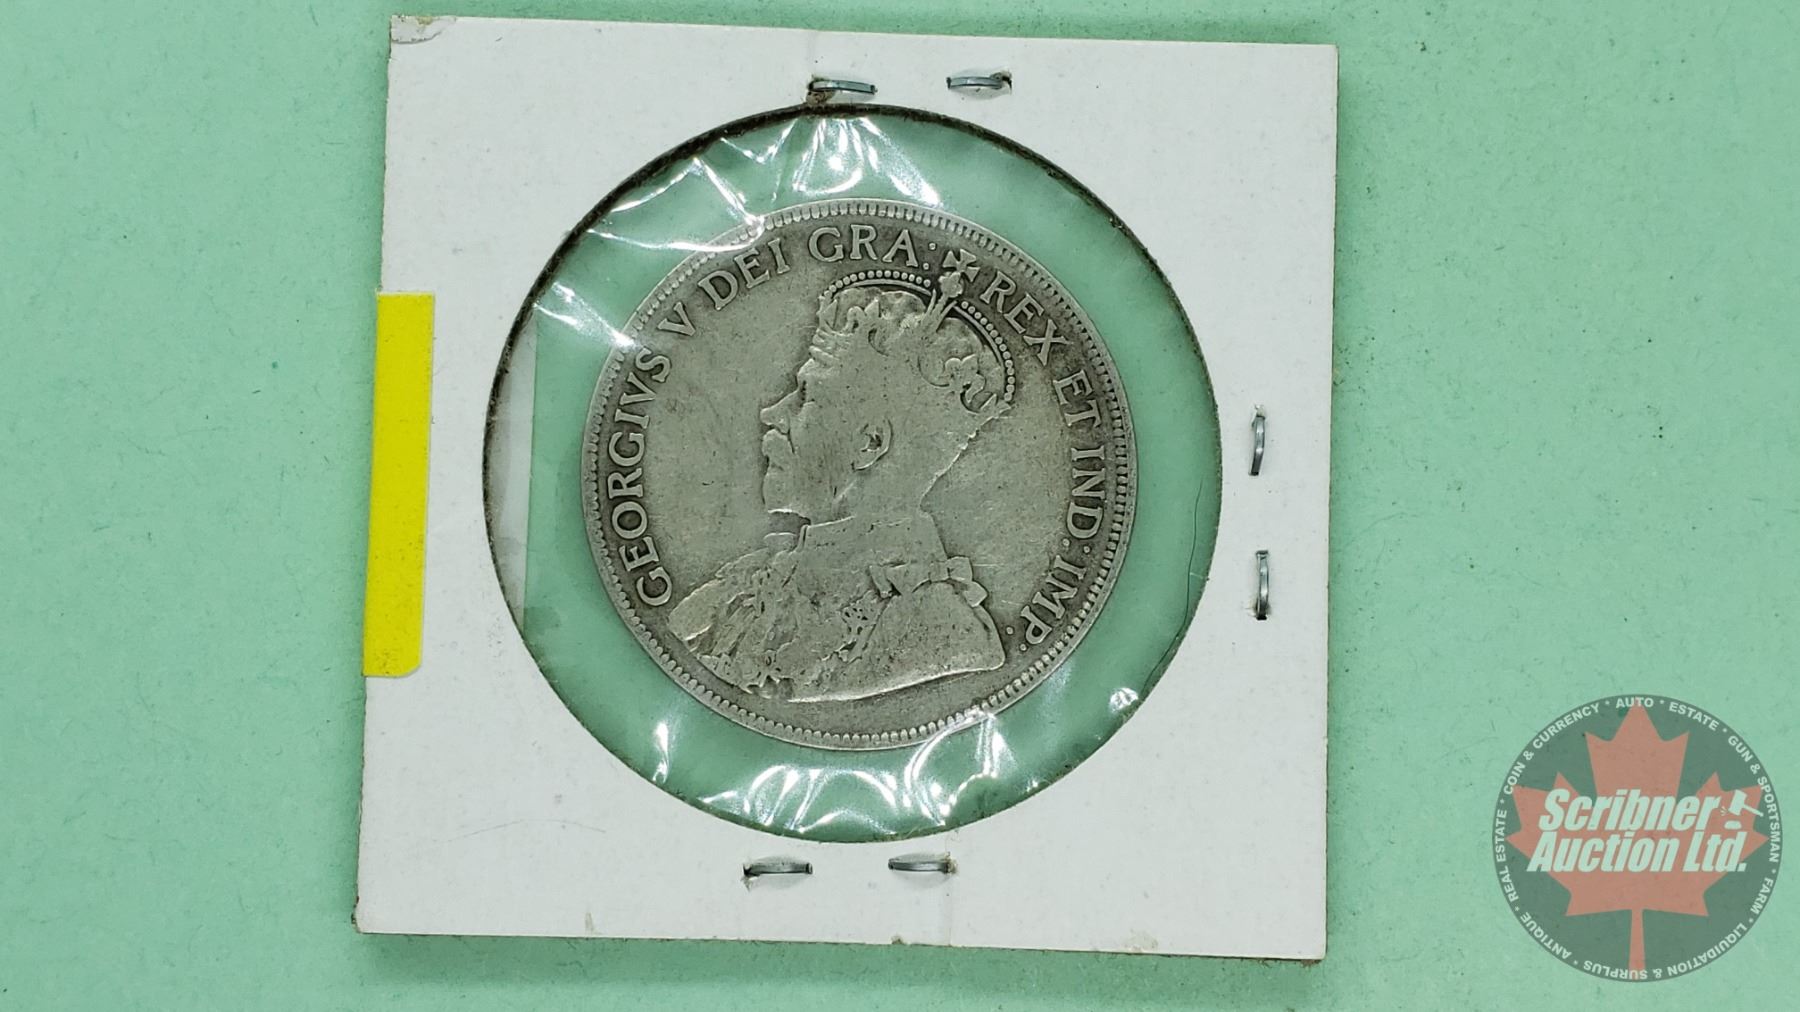 GEORGIVS V DEI GRA: REX ET IND: IMP:
ANTIQUE * REAL ESTATE * COIN & CURRENCY * AUTO * ESTATE * GUN & SPORTSMAN * FARM * LIQUIDATION & SURPLUS *
Scribner
Auction Ltd.